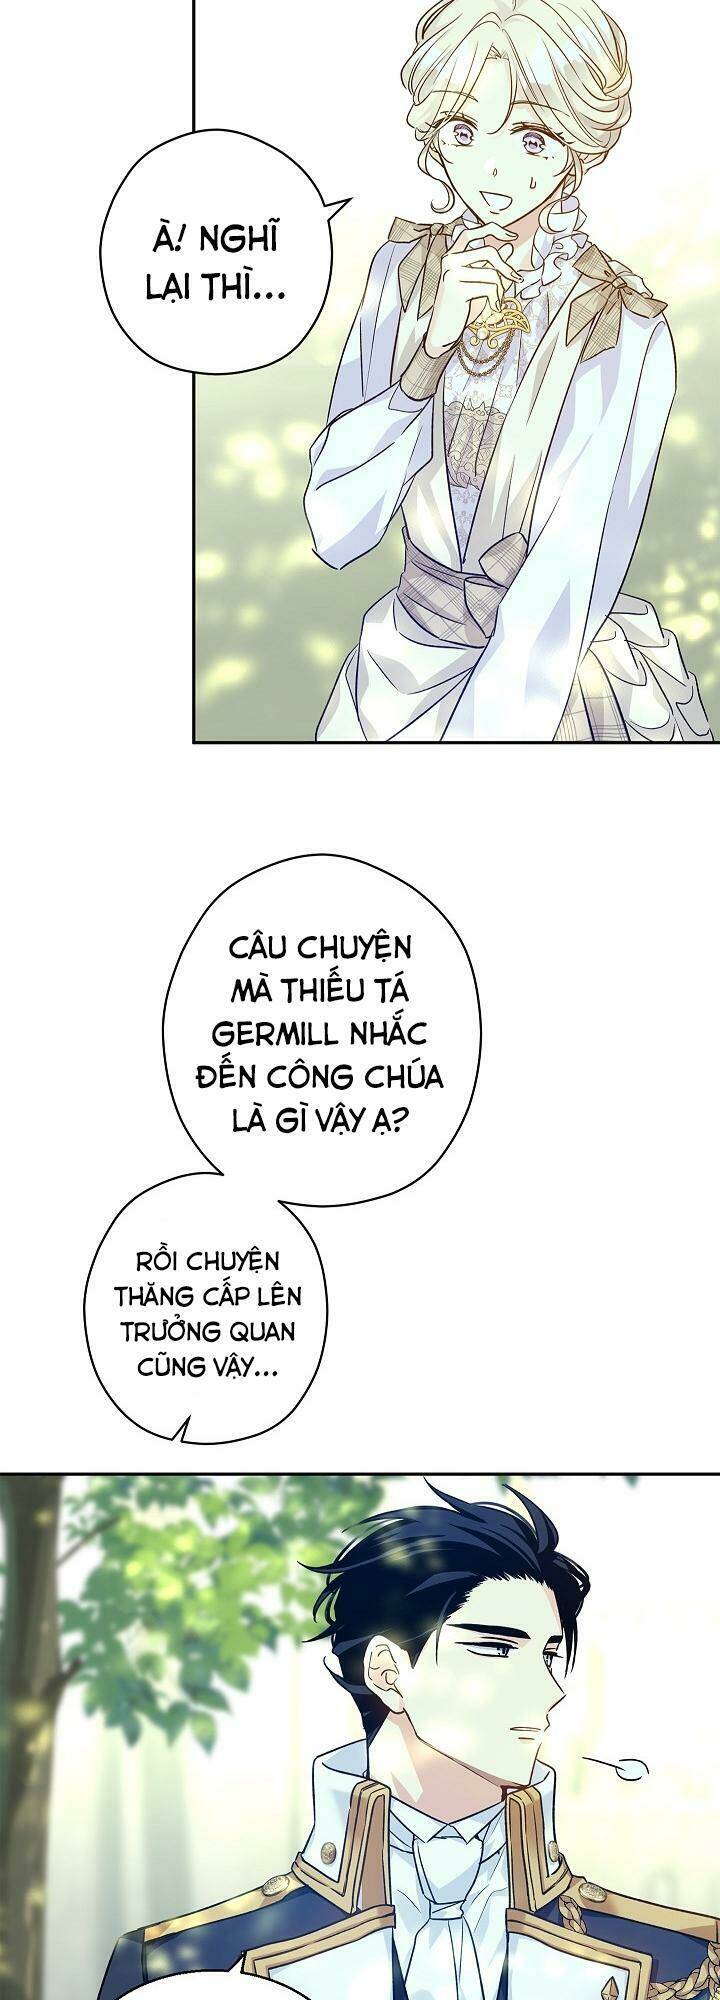 À! NGHĨ
LẠI THÌ...
CÂU CHUYỆN
MÀ THIẾU TÁ
GERMILL NHẮC
ĐẾN CÔNG CHÚA
LÀ GÌ VẬY Ạ?
RỒI CHUYỆN
THĂNG CẤP LÊN
TRƯỞNG QUAN
CŨNG VẬY...